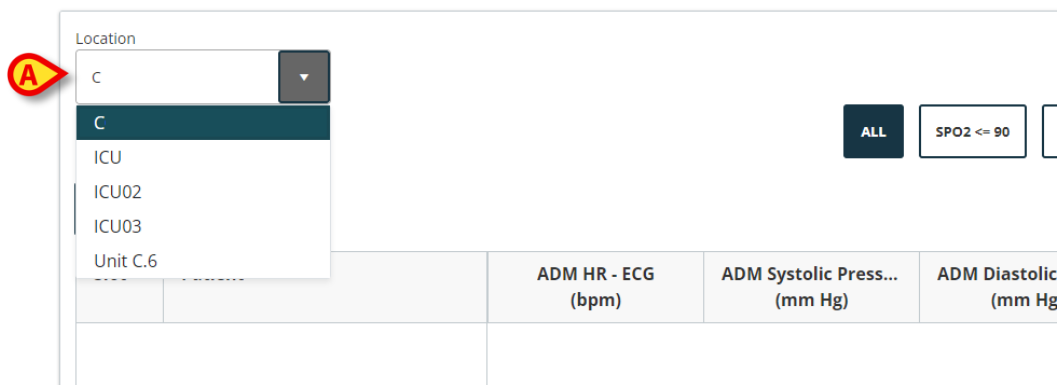 Location
A
C
C
ICU
ICU02
ICU03
Unit C.6
ALL
SPO2 <= 90
ADM HR - ECG
(bpm)
ADM Systolic Press...
(mm Hg)
ADM Diastolic
(mm Hg